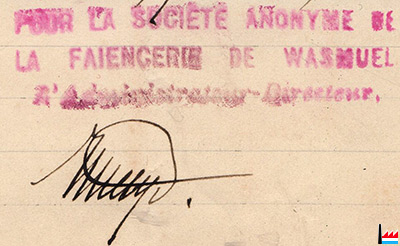 POUR LA SOCIÉTÉ ANONYME DE
LA FAIENCERIE DE WASMUEL
L'Administrateur-Directeur,